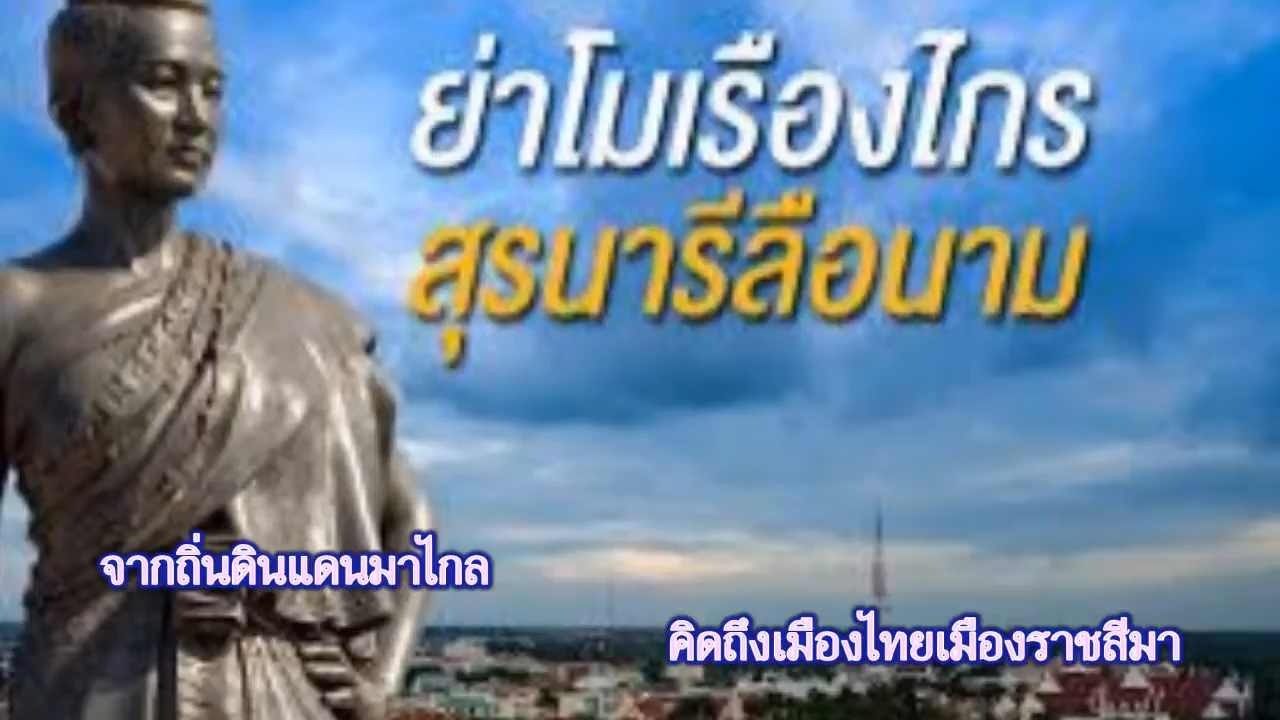 ย่าโมเรืองไกร
สุรนารีลือนาม
จากถิ่นดินแดนมาไกล
คิดถึงเมืองไทยเมืองราชสีมา